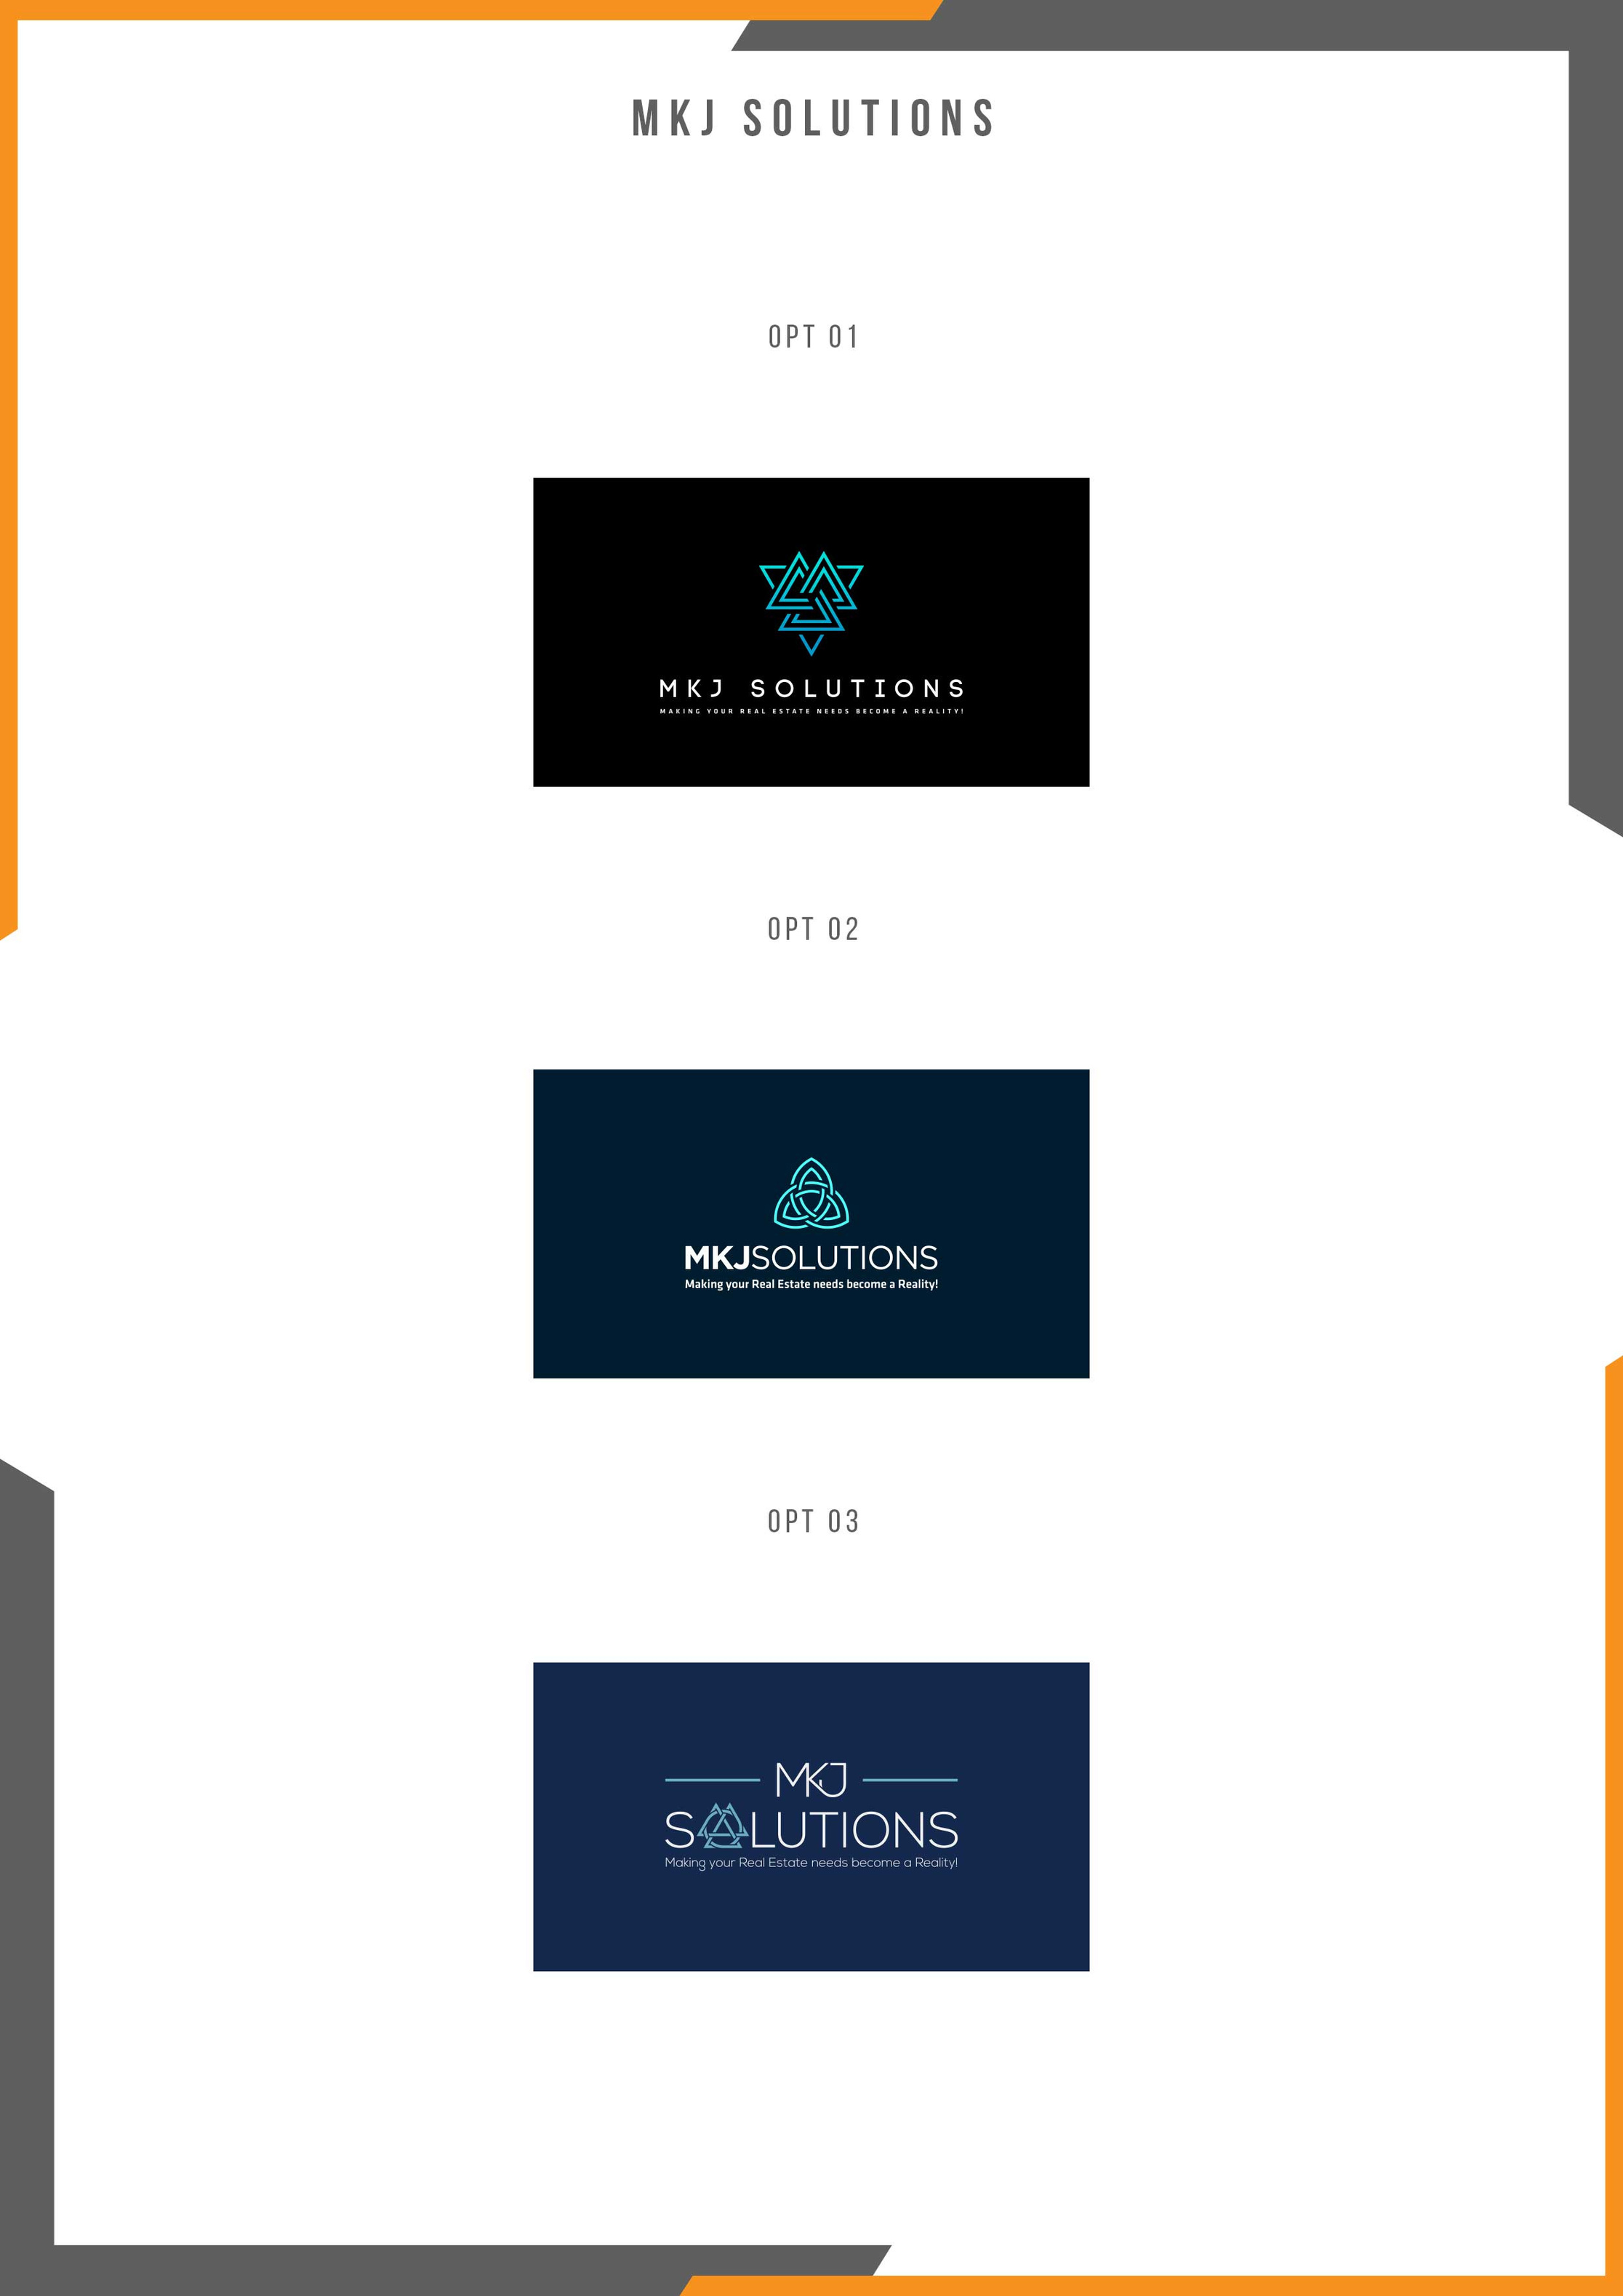 MKJ SOLUTIONS
OPT 01
MKJ SOLUTIONS
MAKING YOUR REAL ESTATE NEEDS BECOME A REALITY!
OPT 02
MKJSOLUTIONS
Making your Real Estate needs become a Reality!
OPT 03
MKJ
SOLUTIONS
Making your Real Estate needs become a Reality!